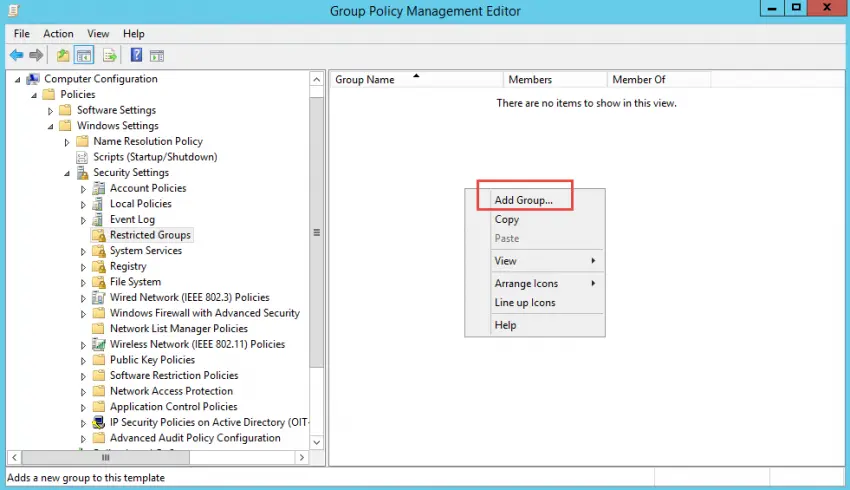 Group Policy Management Editor
File Action View Help
Computer Configuration
Policies
Software Settings
Windows Settings
Name Resolution Policy
Scripts (Startup/Shutdown)
Security Settings
Account Policies
Local Policies
Event Log
Restricted Groups
System Services
Registry
File System
Wired Network (IEEE 802.3) Policies
Windows Firewall with Advanced Security
Network List Manager Policies
Wireless Network (IEEE 802.11) Policies
Public Key Policies
Software Restriction Policies
Network Access Protection
Application Control Policies
IP Security Policies on Active Directory (OIT-
Advanced Audit Policy Configuration
Group Name Members Member Of
There are no items to show in this view.
Add Group...
Copy
Paste
View
Arrange Icons
Line up Icons
Help
Adds a new group to this template